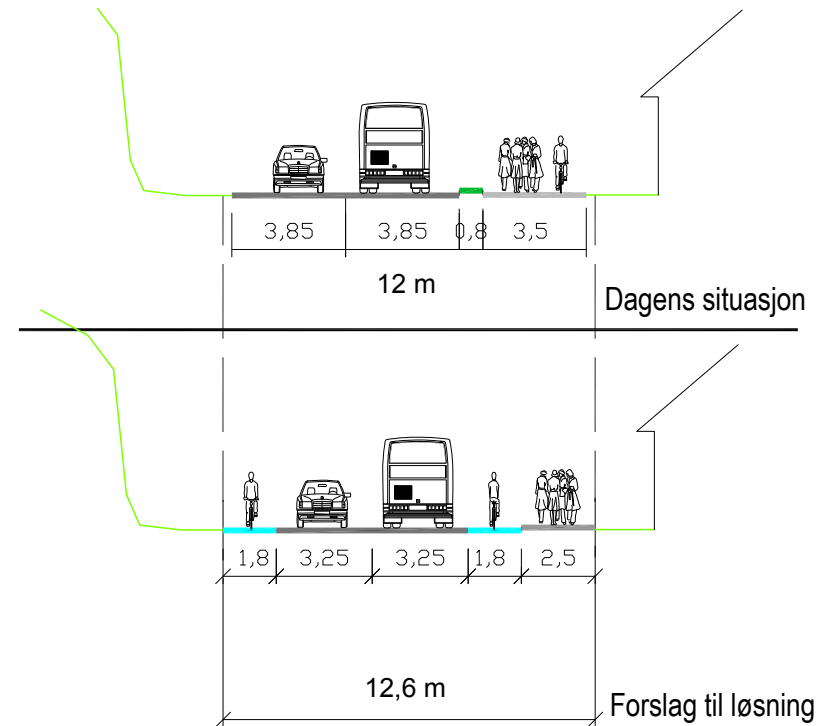 3,85 3,85 0,8 3,5
12 m
Dagens situasjon
1,8 3,25 3,25 1,8 2,5
12,6 m
Forslag til løsning